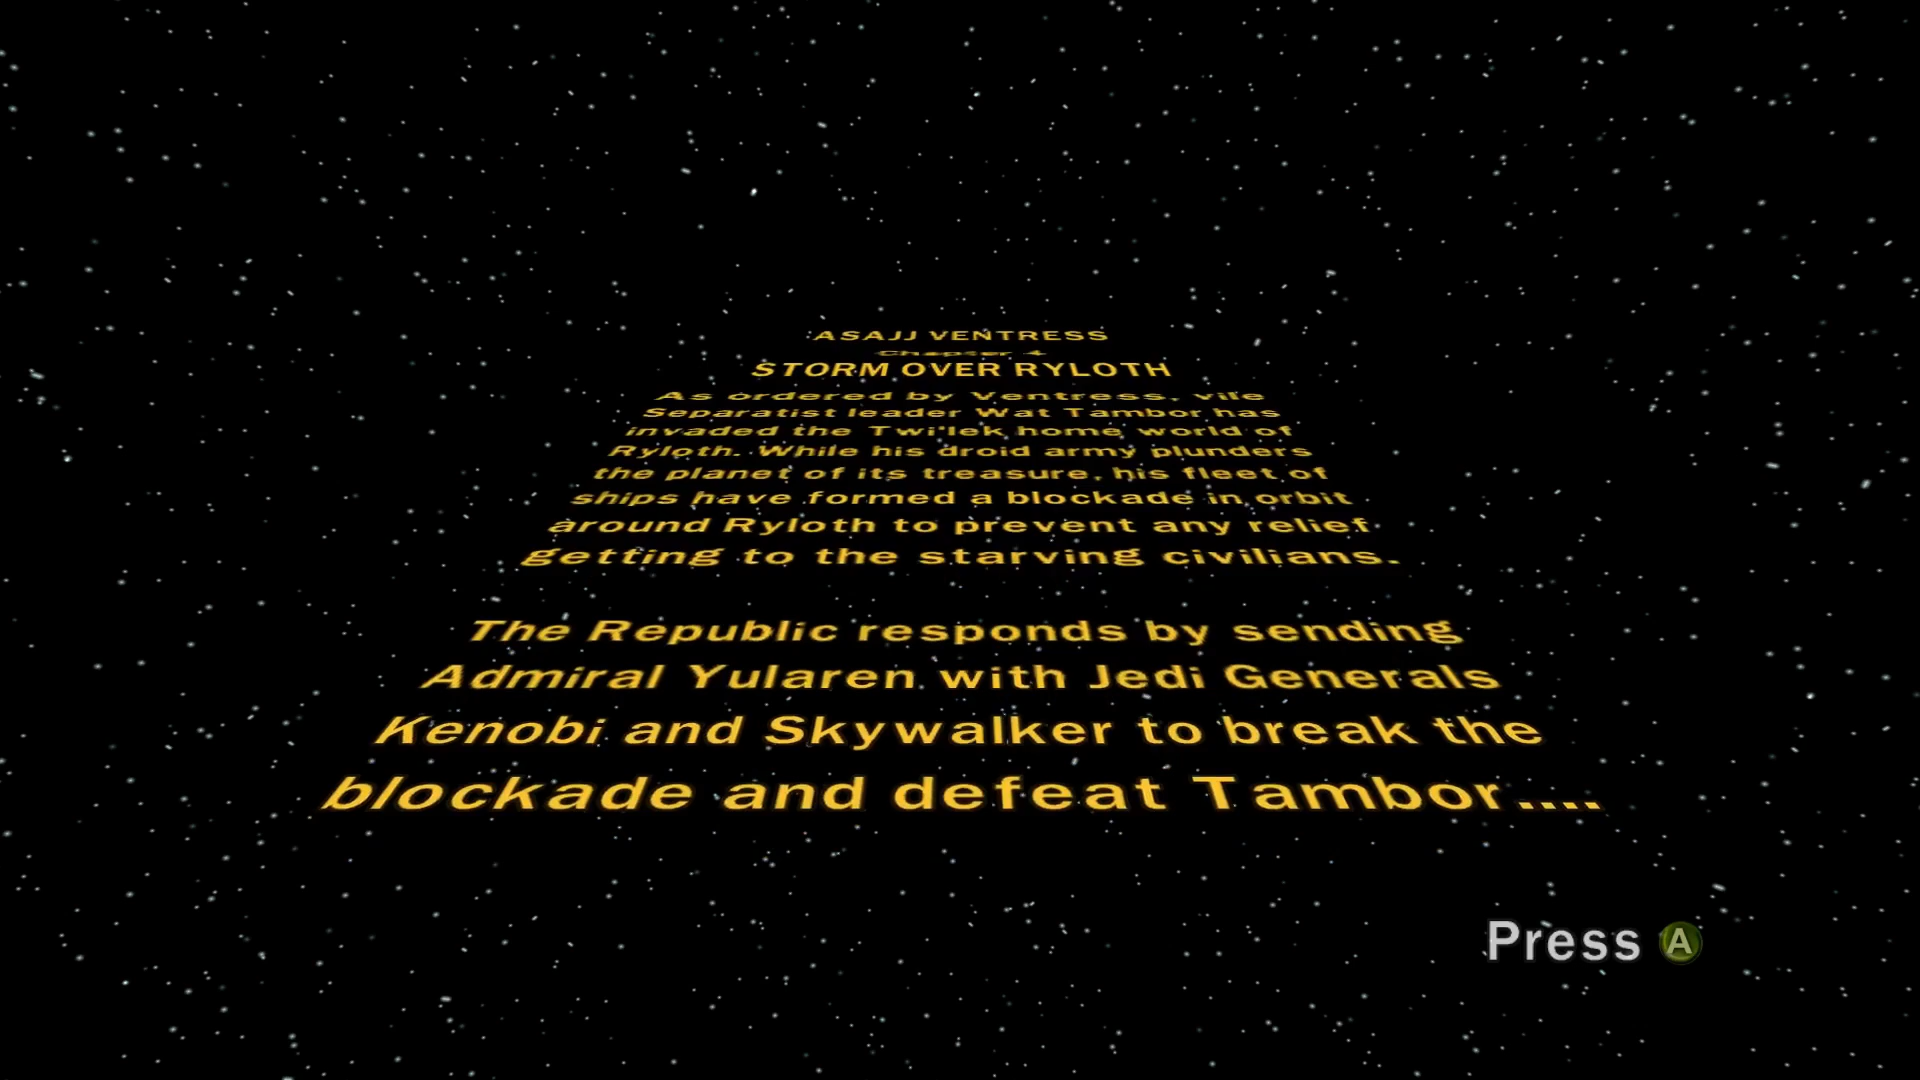 ASAJJ VENTRESS
Chapter 4
STORM OVER RYLOTH
As ordered by Ventress, vile
Separatist leader Wat Tambor has
invaded the Twi'lek home world of
Ryloth. While his droid army plunders
the planet of its treasure, his fleet of
ships have formed a blockade in orbit
around Ryloth to prevent any relief
getting to the starving civilians.
The Republic responds by sending
Admiral Yularen with Jedi Generals
Kenobi and Skywalker to break the
blockade and defeat Tambor....
Press A